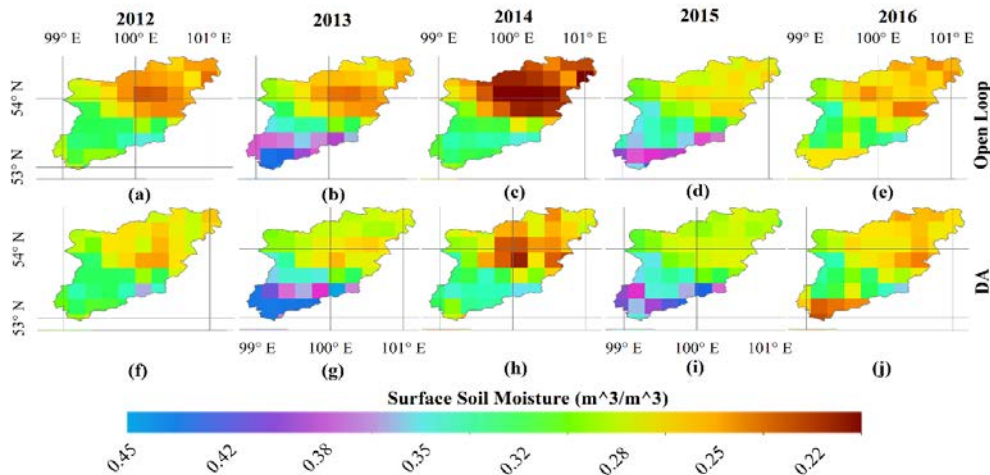 2012 2013 2014 2015 2016
99° E 100° E 101° E 99° E 100° E 101° E 99° E 100° E 101° E
54° N
53° N
Open Loop
(a) (b) (c) (d) (e)
54° N
53° N
DA
99° E 100° E 101° E 99° E 100° E 101° E
(f) (g) (h) (i) (j)
Surface Soil Moisture (m^3/m^3)
0.45 0.42 0.38 0.35 0.32 0.28 0.25 0.22